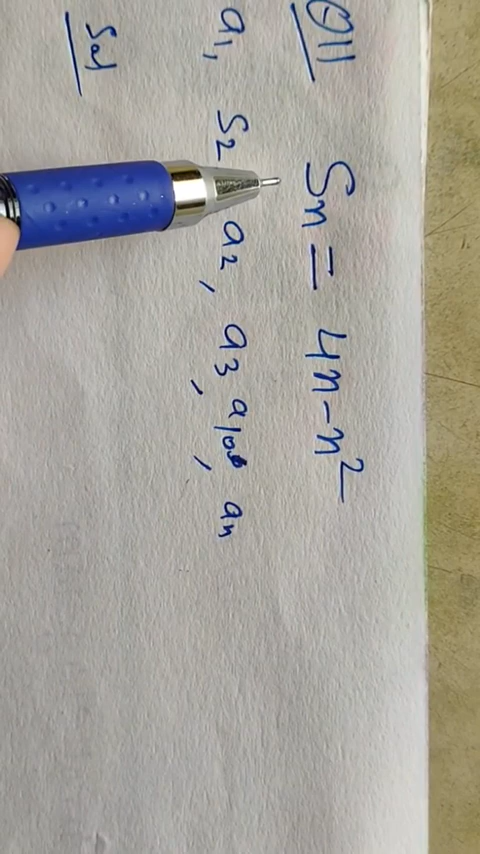 Q11 Sn = 4n-n²
a₁, S₂ a₂, a₃, a₁₀, aₙ
Sol